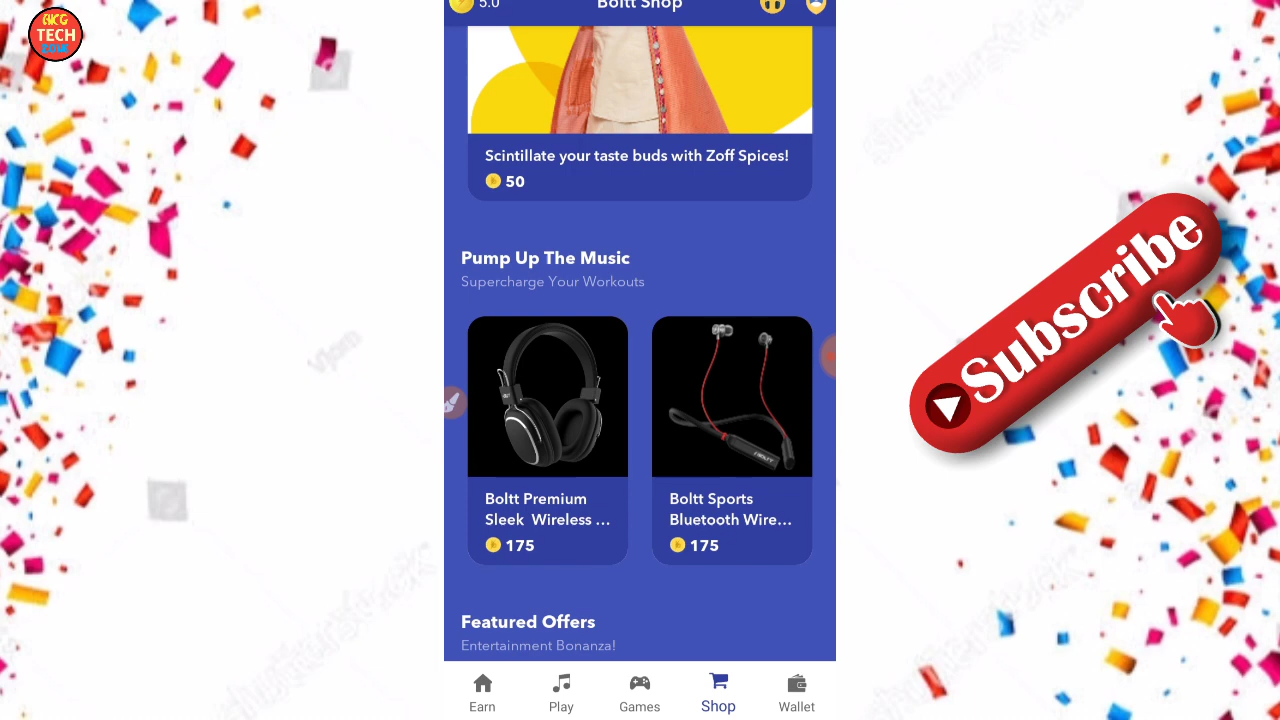 BKG
TECH
ZONE
5.0
Boltt Shop
Scintillate your taste buds with Zoff Spices!
50
Pump Up The Music
Supercharge Your Workouts
Boltt Premium
Sleek Wireless ...
175
Boltt Sports
Bluetooth Wire...
175
Featured Offers
Entertainment Bonanza!
Earn
Play
Games
Shop
Wallet
Subscribe